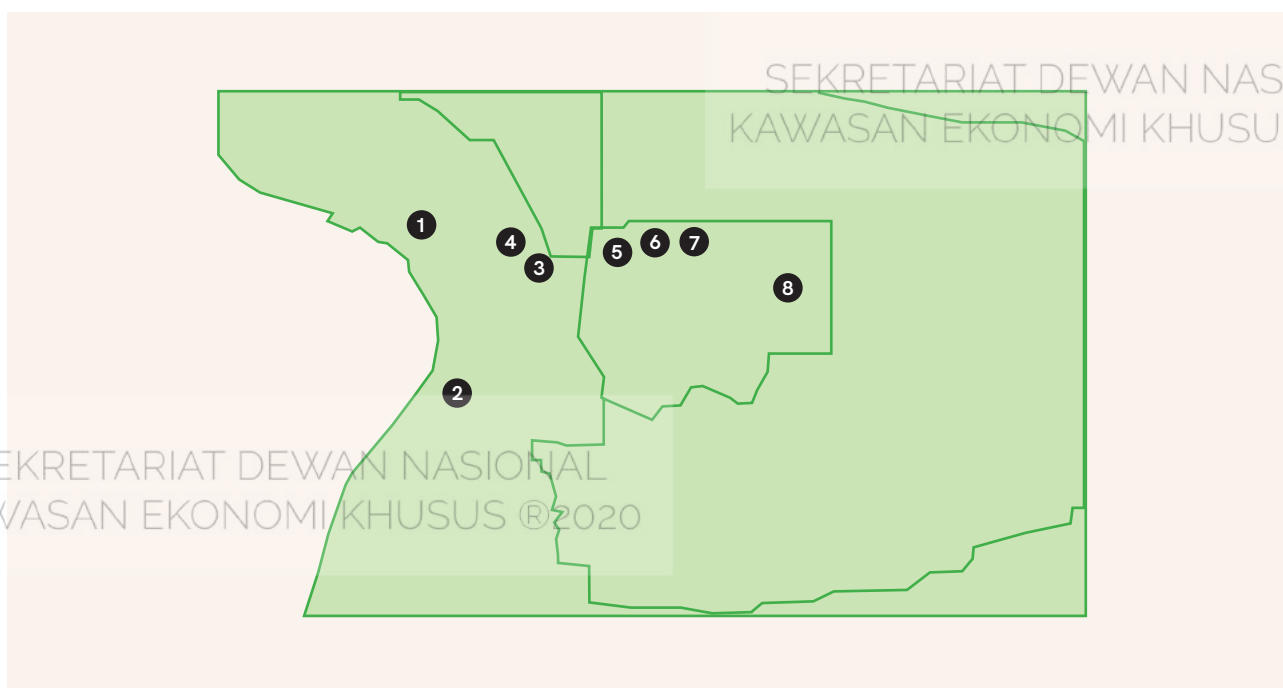 SEKRETARIAT DEWAN NAS
KAWASAN EKONOMI KHUSU
1
4
5
6
7
3
8
2
EKRETARIAT DEWAN NASIONAL
WASAN EKONOMI KHUSUS ®2020